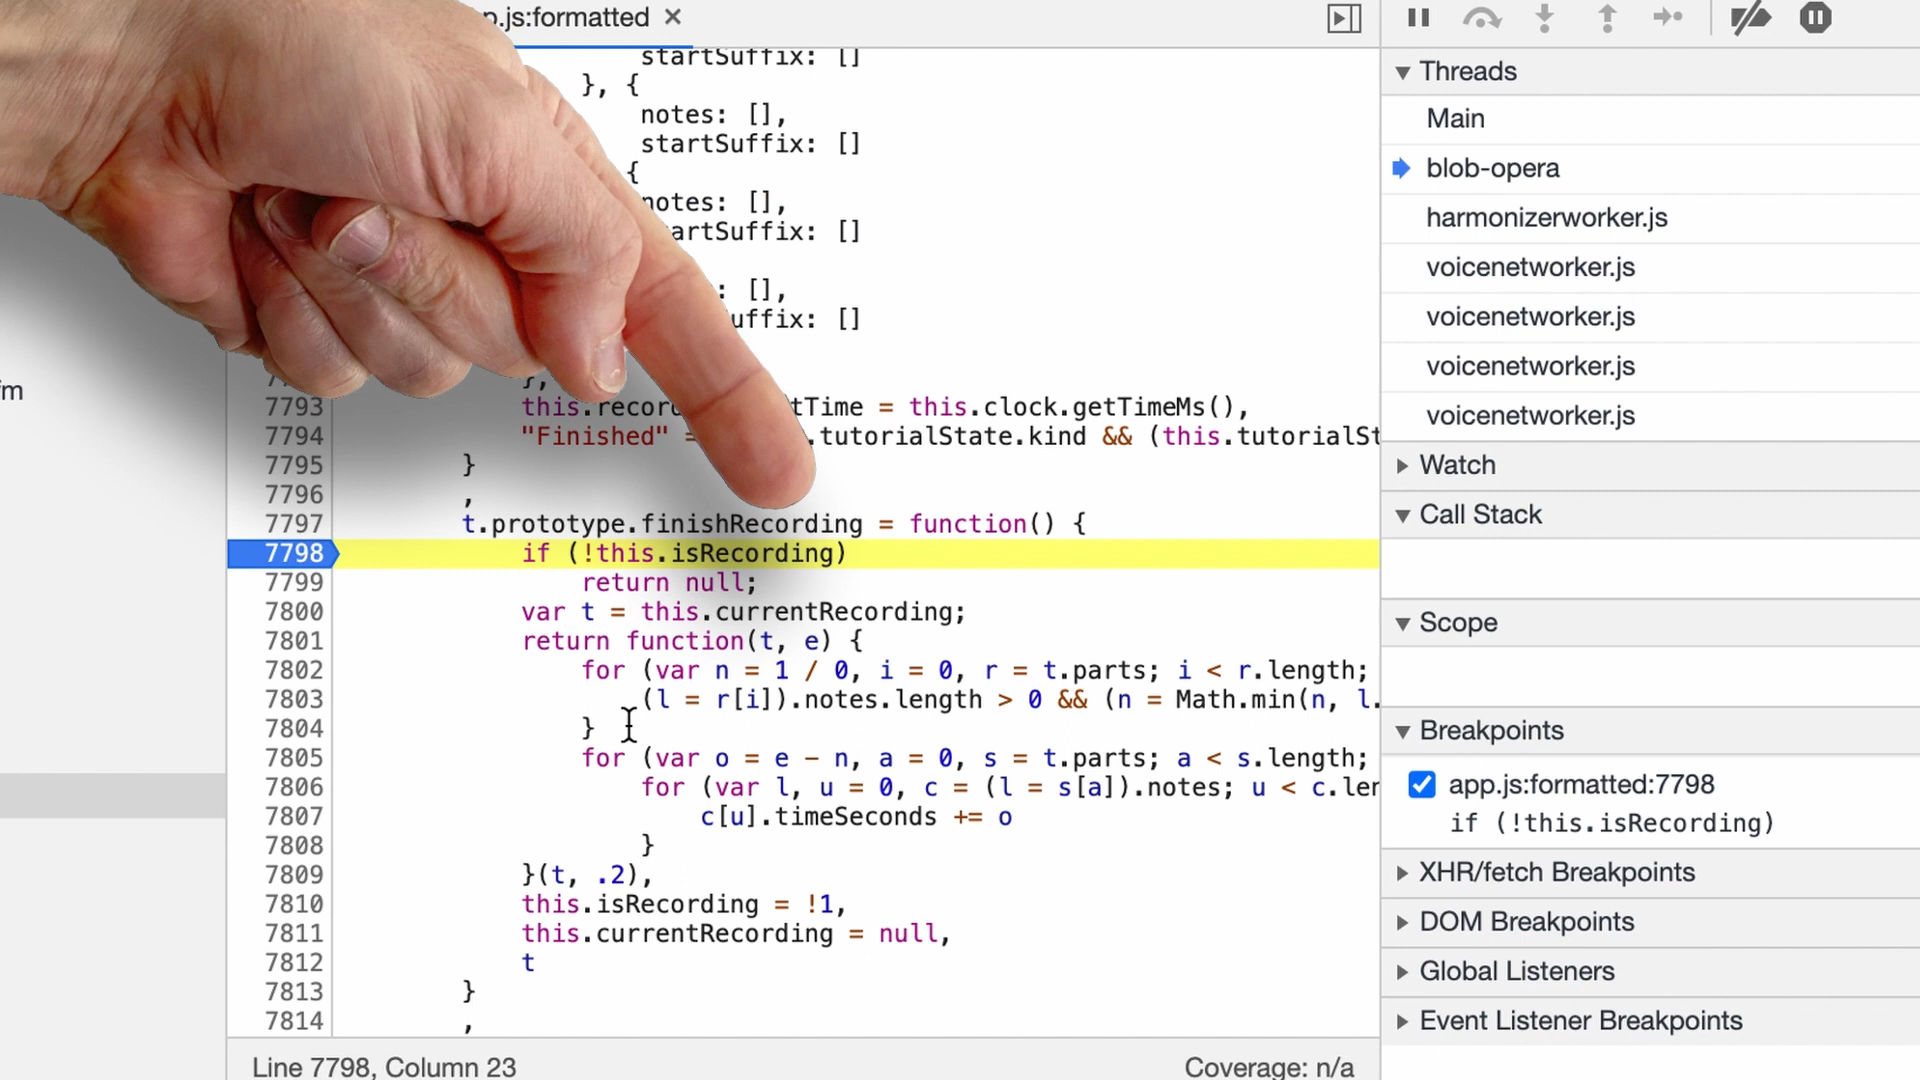 p.js:formatted ×
startSuffix: []
}, {
notes: [],
startSuffix: []
{
notes: [],
artSuffix: []
: [],
uffix: []
fm
},
7793 this.recor tTime = this.clock.getTimeMs(),
7794 "Finished" = .tutorialState.kind && (this.tutorialSt
7795 }
7796 ,
7797 t.prototype.finishRecording = function() {
7798 if (!this.isRecording)
7799 return null;
7800 var t = this.currentRecording;
7801 return function(t, e) {
7802 for (var n = 1 / 0, i = 0, r = t.parts; i < r.length;
7803 (l = r[i]).notes.length > 0 && (n = Math.min(n, l.
7804 }
7805 for (var o = e - n, a = 0, s = t.parts; a < s.length;
7806 for (var l, u = 0, c = (l = s[a]).notes; u < c.len
7807 c[u].timeSeconds += o
7808 }
7809 }(t, .2),
7810 this.isRecording = !1,
7811 this.currentRecording = null,
7812 t
7813 }
7814 ,
Line 7798, Column 23
Coverage: n/a
Threads
Main
blob-opera
harmonizerworker.js
voicenetworker.js
voicenetworker.js
voicenetworker.js
voicenetworker.js
Watch
Call Stack
Scope
Breakpoints
app.js:formatted:7798
if (!this.isRecording)
XHR/fetch Breakpoints
DOM Breakpoints
Global Listeners
Event Listener Breakpoints